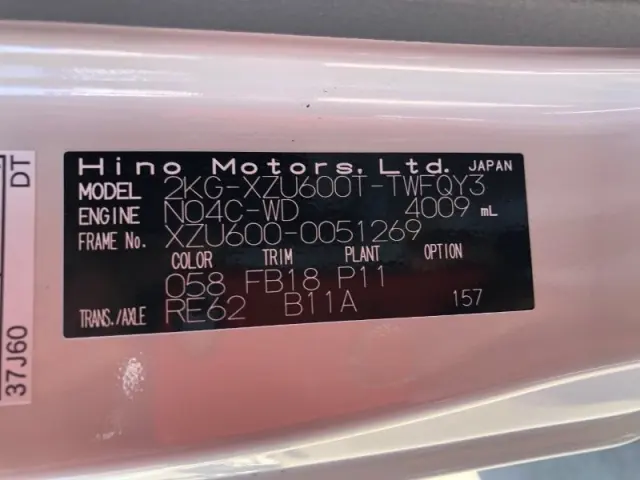 Hino Motors,Ltd. JAPAN
MODEL 2KG-XZU600T-TWFQY3
ENGINE N04C-WD 4009 mL
FRAME No. XZU600-0051269
COLOR TRIM PLANT OPTION
058 FB18 P11
TRANS./AXLE RE62 B11A 157
DT
37J60